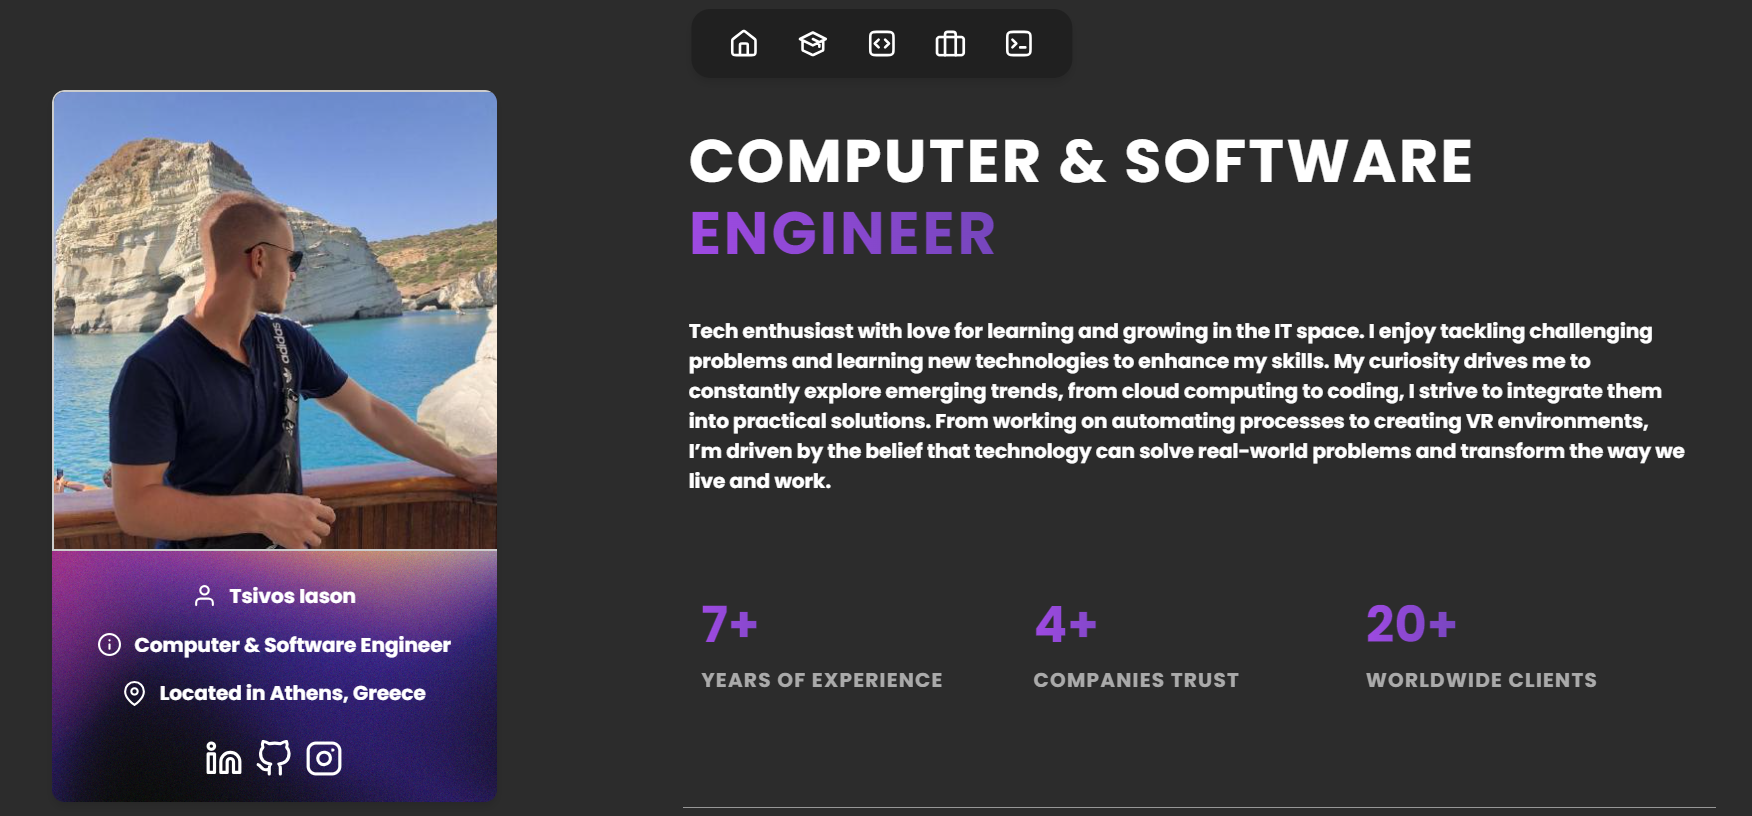 COMPUTER & SOFTWARE
ENGINEER
Tech enthusiast with love for learning and growing in the IT space. I enjoy tackling challenging
problems and learning new technologies to enhance my skills. My curiosity drives me to
constantly explore emerging trends, from cloud computing to coding, I strive to integrate them
into practical solutions. From working on automating processes to creating VR environments,
I’m driven by the belief that technology can solve real-world problems and transform the way we
live and work.
7+
YEARS OF EXPERIENCE
4+
COMPANIES TRUST
20+
WORLDWIDE CLIENTS
adidas
Tsivos Iason
Computer & Software Engineer
Located in Athens, Greece
in